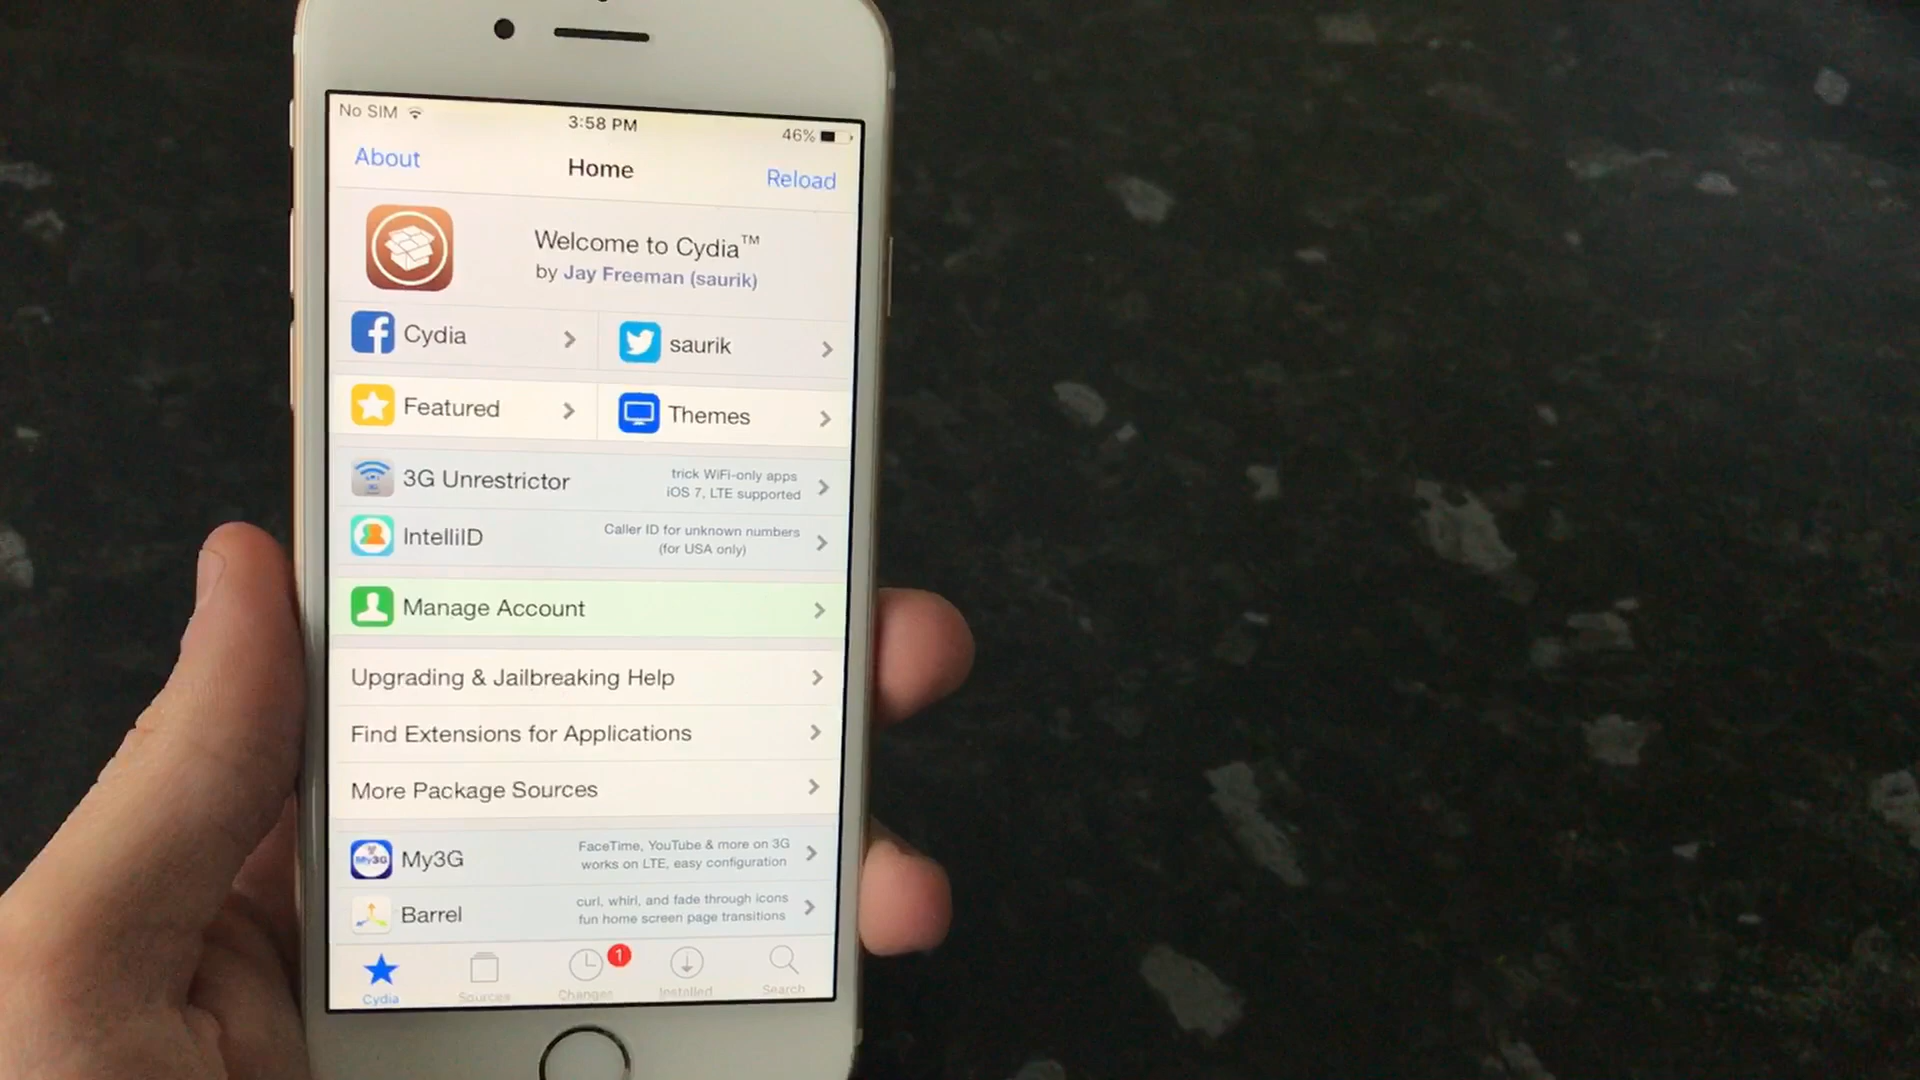 No SIM
3:58 PM
46%
About
Home
Reload
Welcome to Cydia™
by Jay Freeman (saurik)
Cydia
saurik
Featured
Themes
3G Unrestrictor
trick WiFi-only apps
iOS 7, LTE supported
IntelliID
Caller ID for unknown numbers
(for USA only)
Manage Account
Upgrading & Jailbreaking Help
Find Extensions for Applications
More Package Sources
My3G
My3G
FaceTime, YouTube & more on 3G
works on LTE, easy configuration
Barrel
curl, whirl, and fade through icons
fun home screen page transitions
1
Cydia
Sources
Changes
Installed
Search